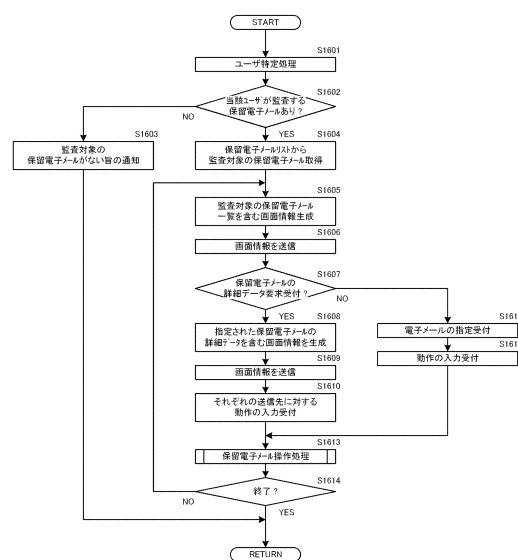 START
S1601
ユーザ特定処理
S1602
当該ユーザが監査する
保留電子メールあり?
NO
YES
S1603
監査対象の
保留電子メールがない旨の通知
S1604
保留電子メールリストから
監査対象の保留電子メール取得
S1605
監査対象の保留電子メール
一覧を含む画面情報生成
S1606
画面情報を送信
S1607
保留電子メールの
詳細データ要求受付?
NO
YES
S1608
指定された保留電子メールの
詳細データを含む画面情報を生成
S1609
画面情報を送信
S1610
それぞれの送信先に対する
動作の入力受付
S161
電子メールの指定受付
S161
動作の入力受付
S1613
保留電子メール操作処理
S1614
終了?
NO
YES
RETURN